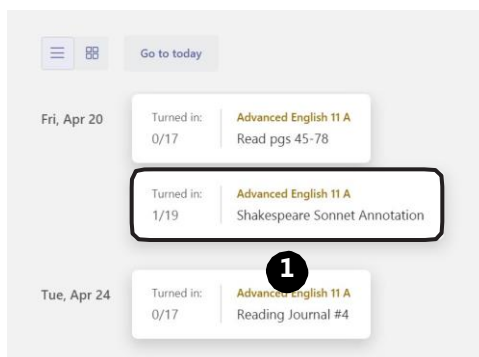 Go to today
Fri, Apr 20
Turned in:
0/17
Advanced English 11 A
Read pgs 45-78
Turned in:
1/19
Advanced English 11 A
Shakespeare Sonnet Annotation
1
Tue, Apr 24
Turned in:
0/17
Advanced English 11 A
Reading Journal #4